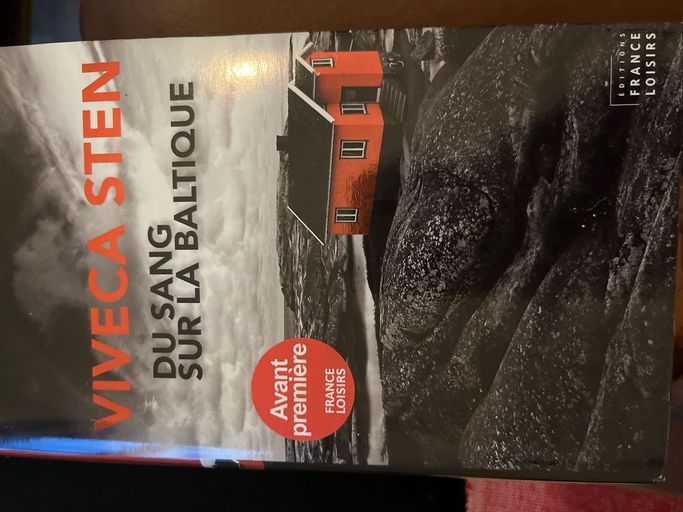 VIVECA STEN
DU SANG
SUR LA BALTIQUE
Avant
première
FRANCE
LOISIRS
ÉDITIONS
FRANCE
LOISIRS